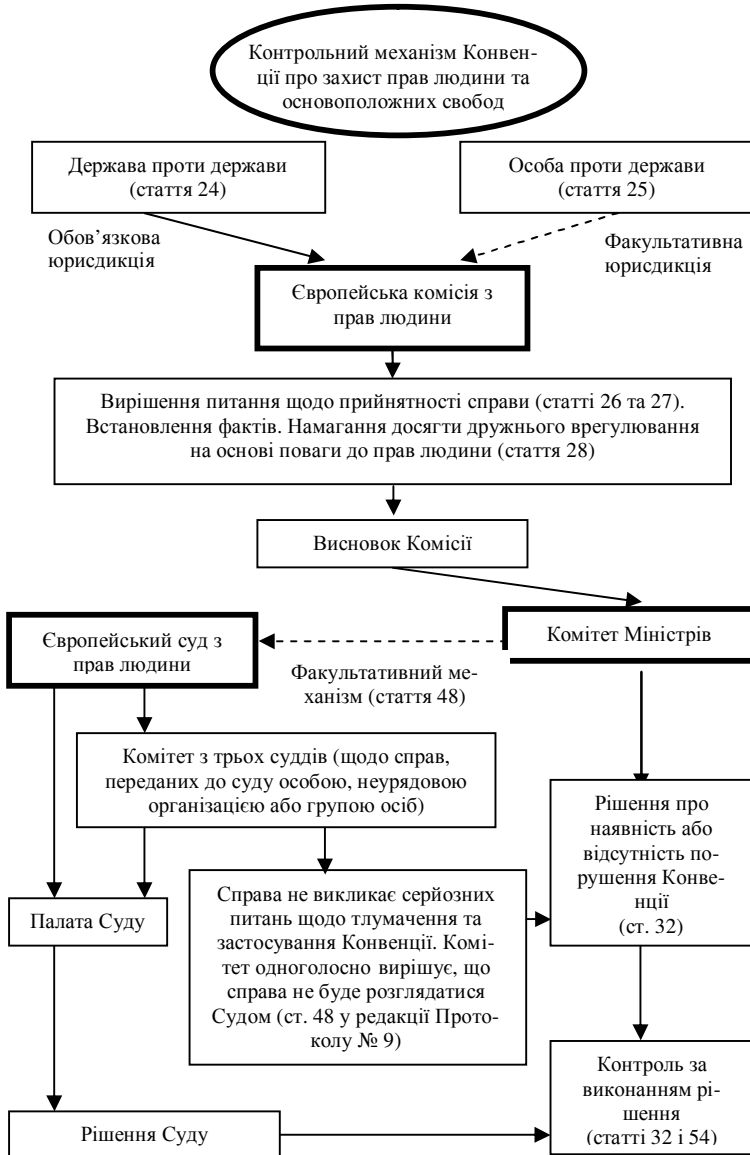 Контрольний механізм Конвен-
ції про захист прав людини та
основоположних свобод
Держава проти держави
(стаття 24)
Особа проти держави
(стаття 25)
Обов’язкова
юрисдикція
Факультативна
юрисдикція
Європейська комісія з
прав людини
Вирішення питання щодо прийнятності справи (статті 26 та 27).
Встановлення фактів. Намагання досягти дружнього врегулювання
на основі поваги до прав людини (стаття 28)
Висновок Комісії
Європейський суд з
прав людини
Комітет Міністрів
Факультативний ме-
ханізм (стаття 48)
Комітет з трьох суддів (щодо справ,
переданих до суду особою, неурядовою
організацією або групою осіб)
Рішення про
наявність або
відсутність по-
рушення Конве-
нції
(ст. 32)
Палата Суду
Справа не викликає серйозних
питань щодо тлумачення та
застосування Конвенції. Комі-
тет одноголосно вирішує, що
справа не буде розглядатися
Судом (ст. 48 у редакції Прото-
колу № 9)
Контроль за
виконанням рі-
шення
(статті 32 і 54)
Рішення Суду